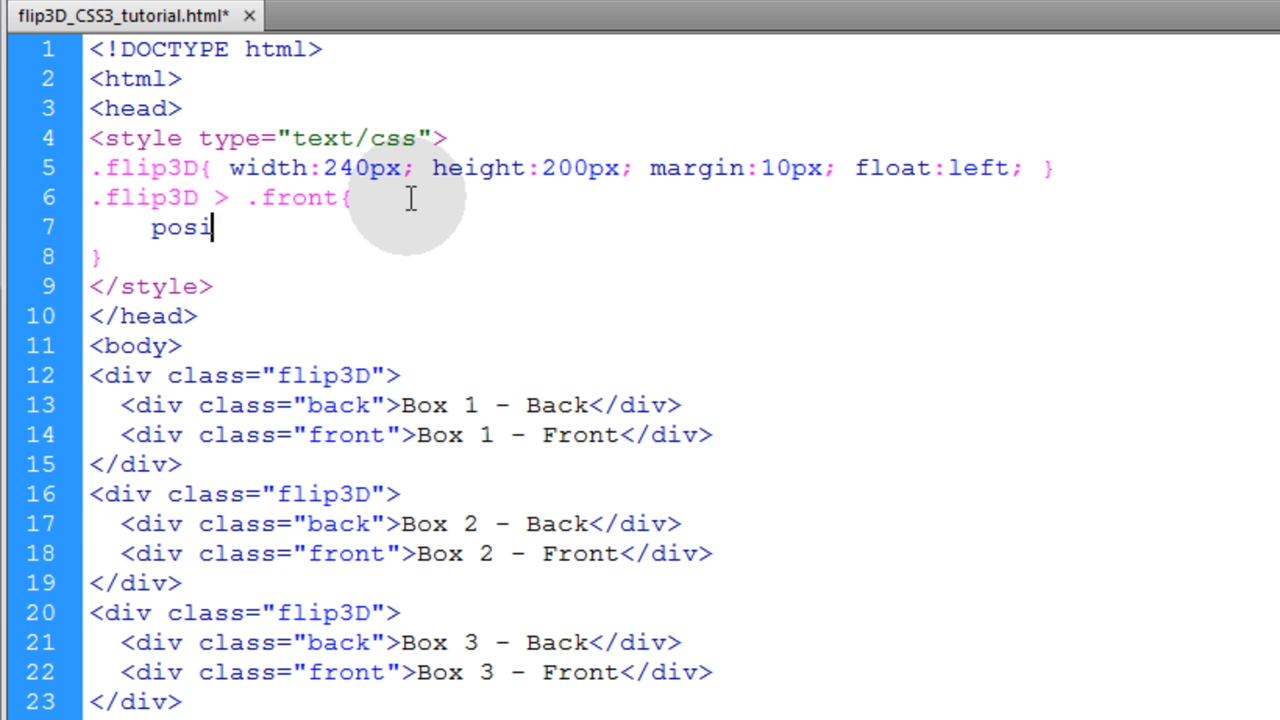 flip3D_CSS3_tutorial.html* ×
1 <!DOCTYPE html>
2 <html>
3 <head>
4 <style type="text/css">
5 .flip3D{ width:240px; height:200px; margin:10px; float:left; }
6 .flip3D > .front{
7     posi
8 }
9 </style>
10 </head>
11 <body>
12 <div class="flip3D">
13   <div class="back">Box 1 - Back</div>
14   <div class="front">Box 1 - Front</div>
15 </div>
16 <div class="flip3D">
17   <div class="back">Box 2 - Back</div>
18   <div class="front">Box 2 - Front</div>
19 </div>
20 <div class="flip3D">
21   <div class="back">Box 3 - Back</div>
22   <div class="front">Box 3 - Front</div>
23 </div>